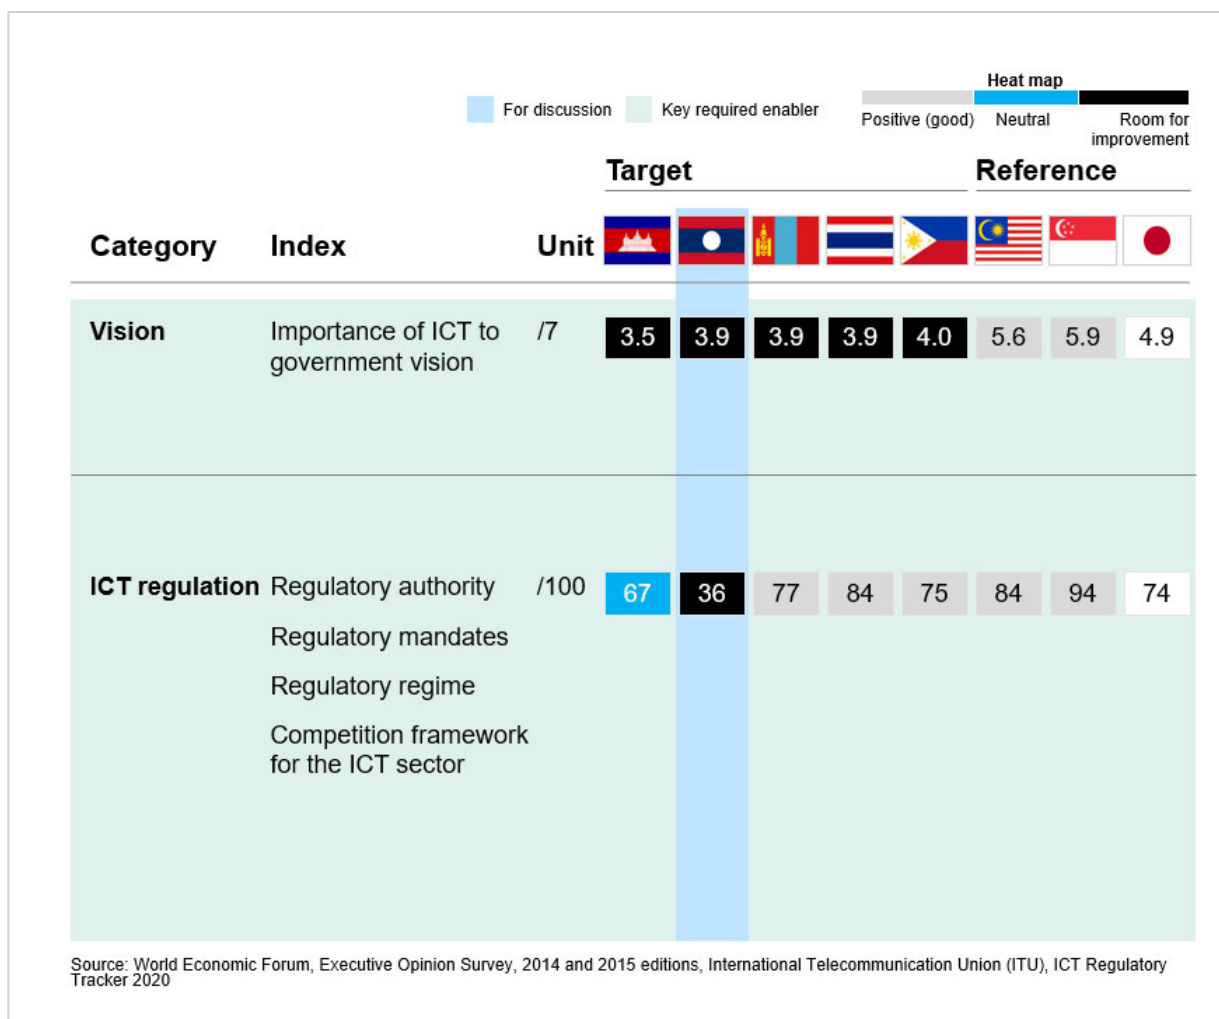 Heat map
For discussion
Key required enabler
Positive (good)
Neutral
Room for
improvement
Target
Reference
Category
Index
Unit
Vision
Importance of ICT to
government vision
/7
3.5
3.9
3.9
3.9
4.0
5.6
5.9
4.9
ICT regulation
Regulatory authority
/100
67
36
77
84
75
84
94
74
Regulatory mandates
Regulatory regime
Competition framework
for the ICT sector
Source: World Economic Forum, Executive Opinion Survey, 2014 and 2015 editions, International Telecommunication Union (ITU), ICT Regulatory
Tracker 2020